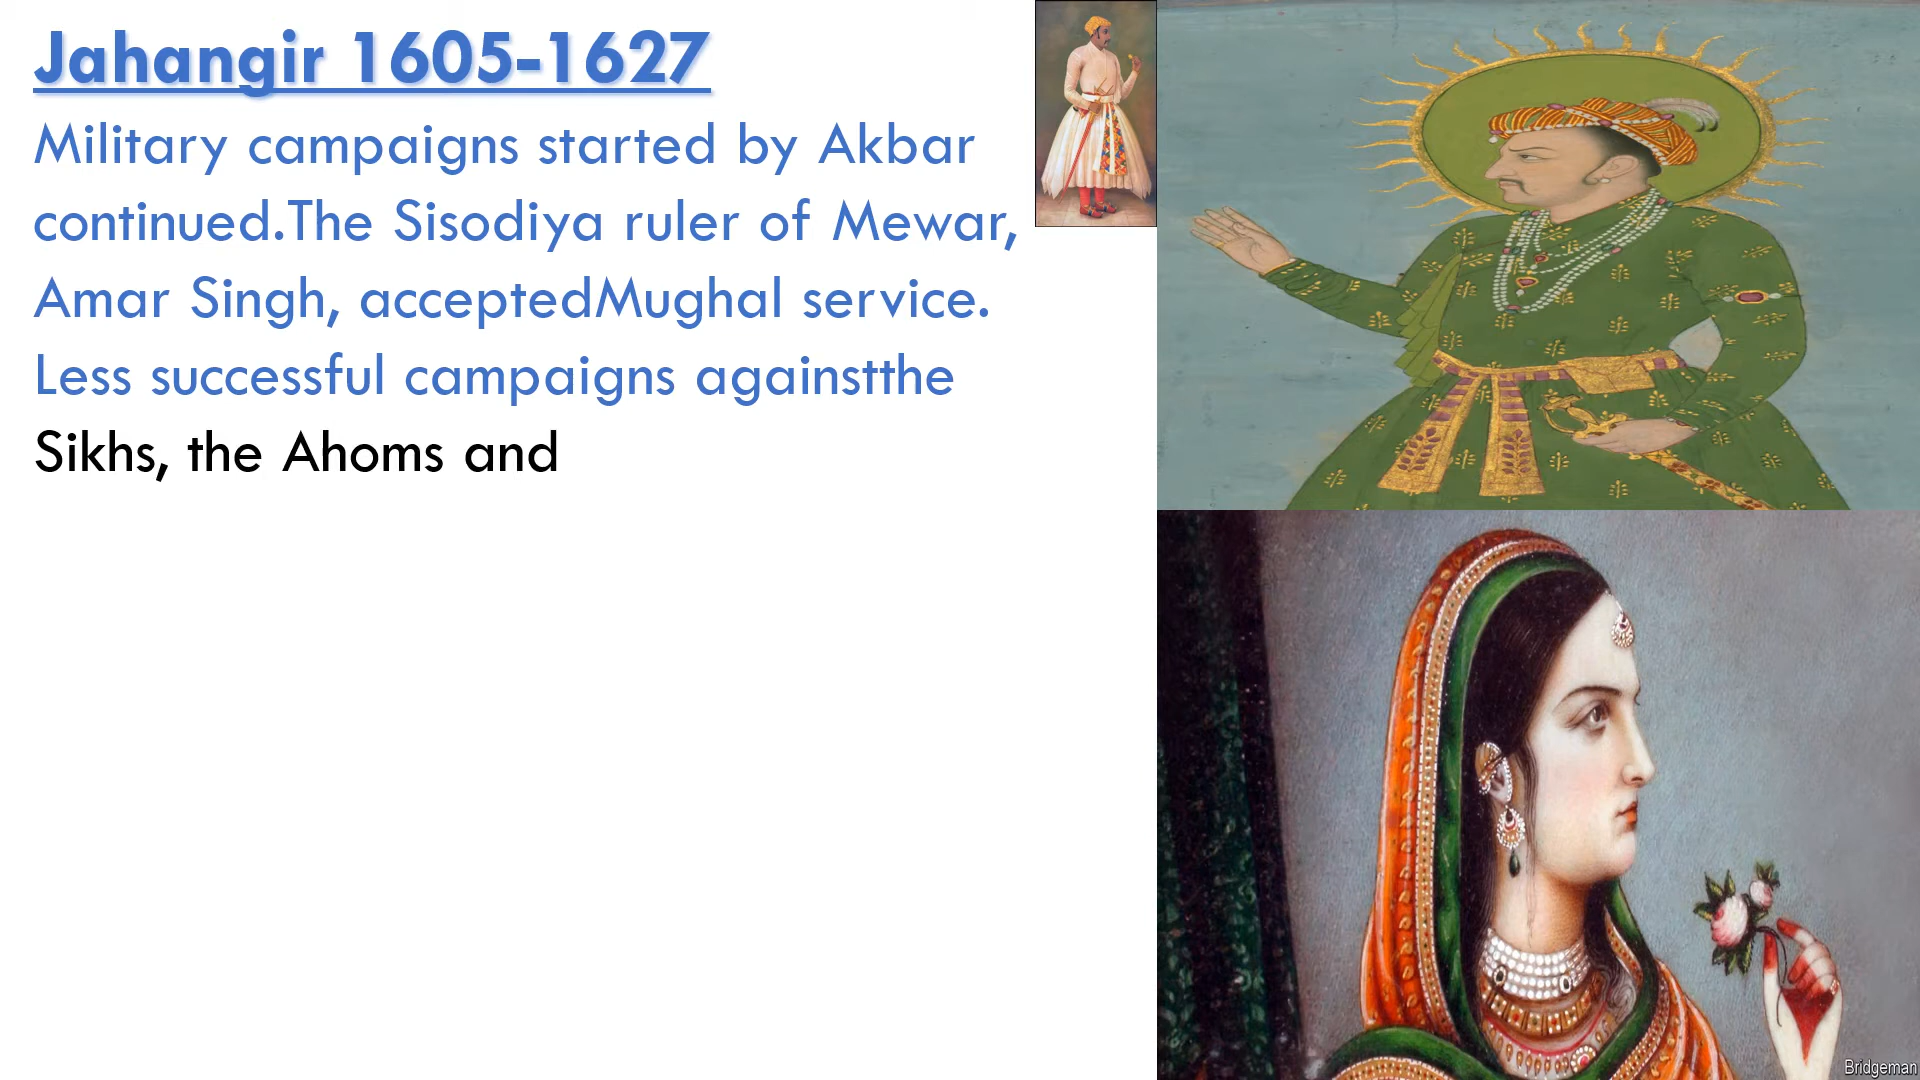 Jahangir 1605-1627
Military campaigns started by Akbar
continued.The Sisodiya ruler of Mewar,
Amar Singh, acceptedMughal service.
Less successful campaigns againstthe
Sikhs, the Ahoms and
Bridgeman